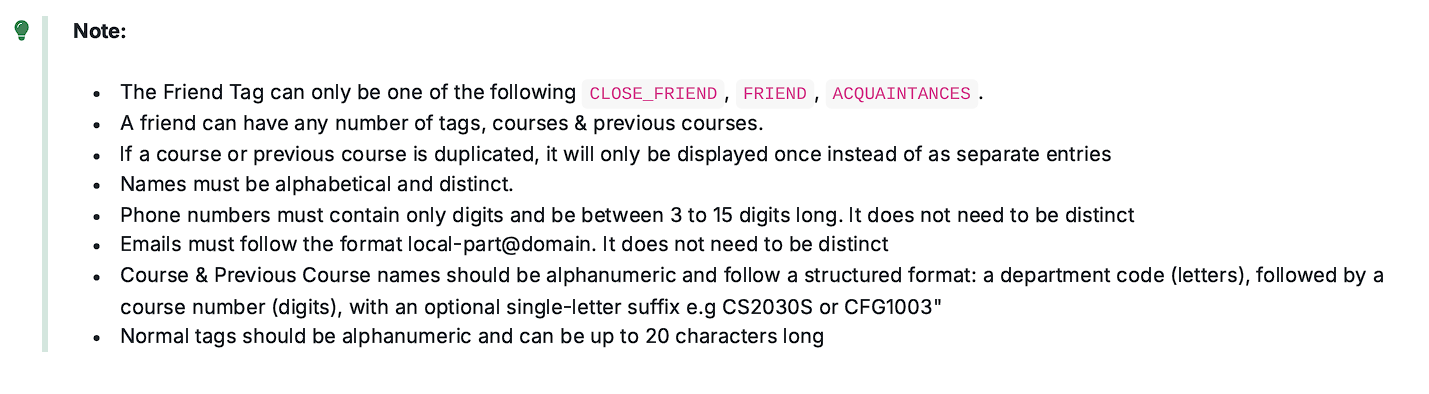 Note:
• The Friend Tag can only be one of the following CLOSE_FRIEND, FRIEND, ACQUAINTANCES.
• A friend can have any number of tags, courses & previous courses.
• If a course or previous course is duplicated, it will only be displayed once instead of as separate entries
• Names must be alphabetical and distinct.
• Phone numbers must contain only digits and be between 3 to 15 digits long. It does not need to be distinct
• Emails must follow the format local-part@domain. It does not need to be distinct
• Course & Previous Course names should be alphanumeric and follow a structured format: a department code (letters), followed by a
course number (digits), with an optional single-letter suffix e.g CS2030S or CFG1003"
• Normal tags should be alphanumeric and can be up to 20 characters long